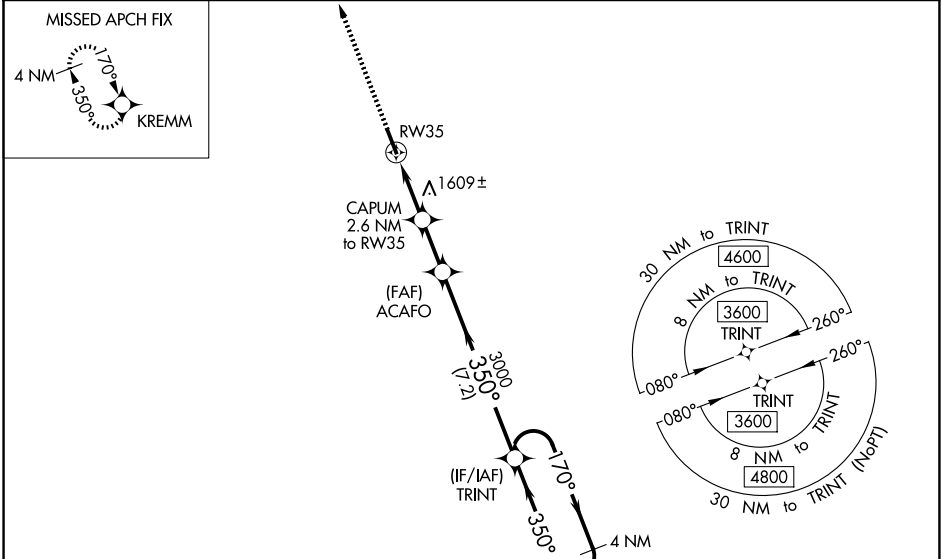 MISSED APCH FIX
4 NM
170°
350°
KREMM
RW35
1609±
CAPUM
2.6 NM
to RW35
(FAF)
ACAFO
3000
350°
(7.2)
(IF/IAF)
TRINT
170°
350°
4 NM
30 NM to TRINT
4600
8 NM to TRINT
3600
TRINT
260°
080°
260°
080°
TRINT
3600
8 NM to TRINT
4800
30 NM to TRINT (NoPT)